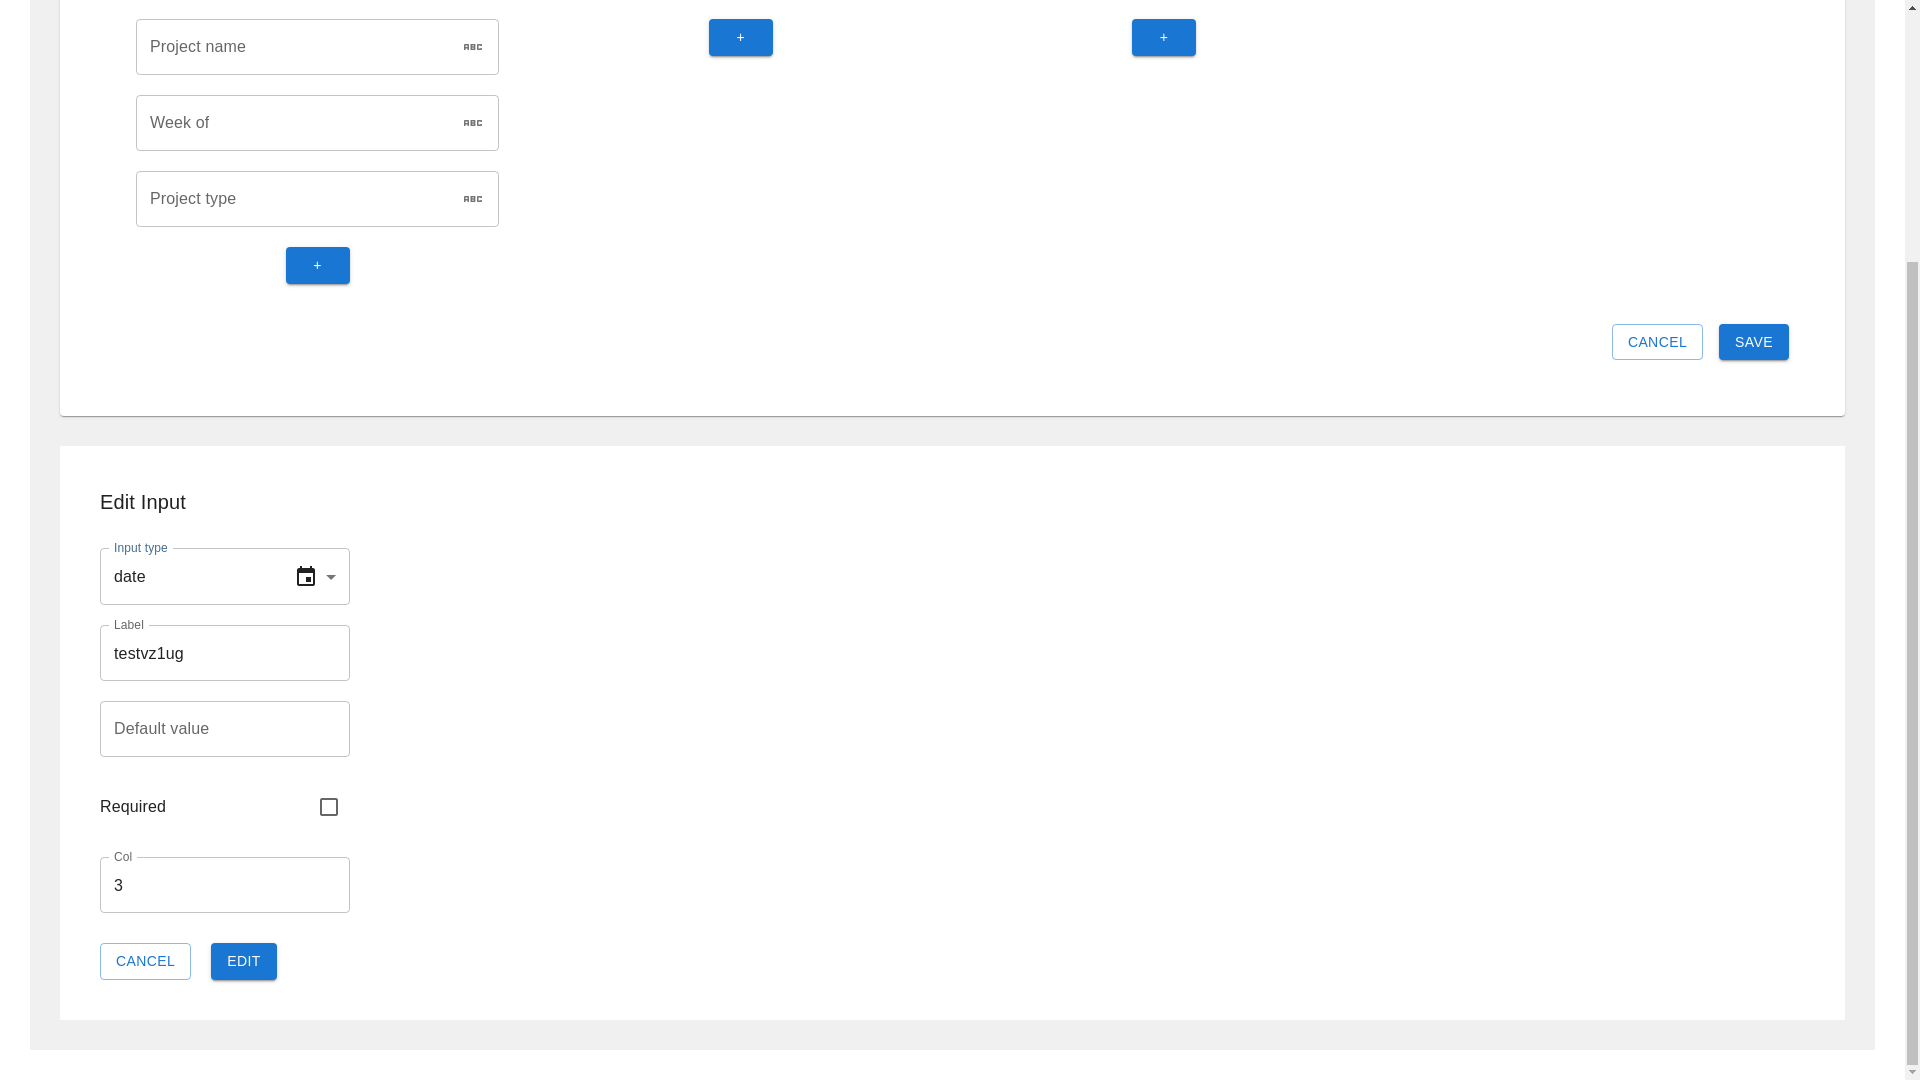 Project name
ABC
+
+
Week of
ABC
Project type
ABC
+
CANCEL
SAVE
Edit Input
Input type
date
Label
testvz1ug
Default value
Required
Col
3
CANCEL
EDIT